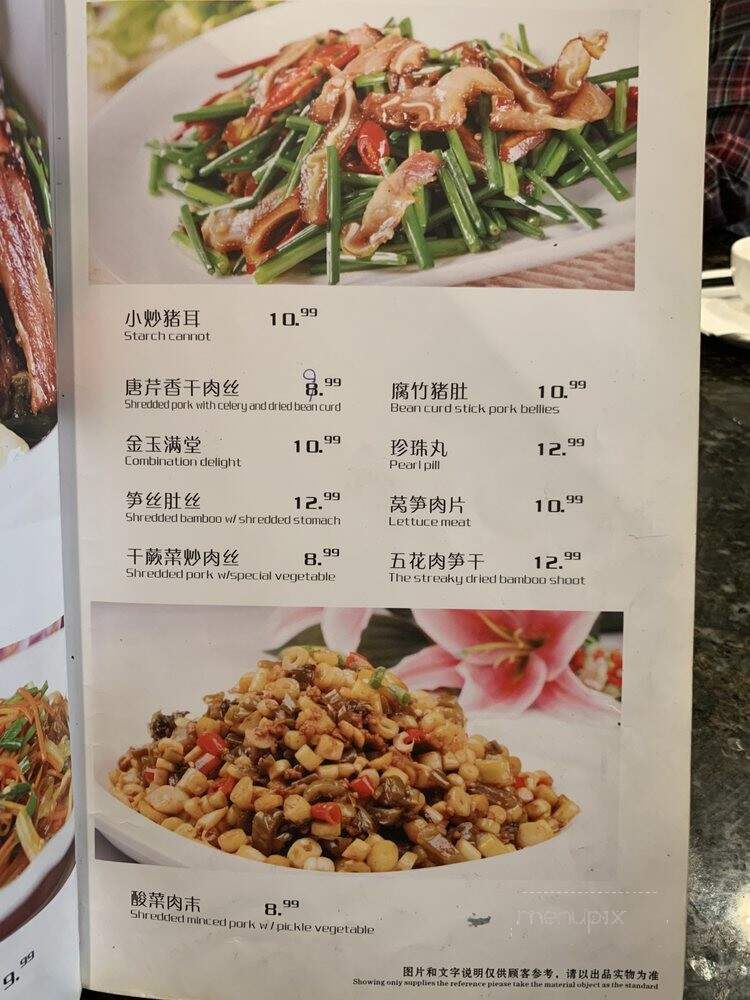 小炒猪耳 10.99
Starch cannot
唐芹香干肉丝 8.99
9
Shredded pork with celery and dried bean curd
腐竹猪肚 10.99
Bean curd stick pork bellies
金玉满堂 10.99
Combination delight
珍珠丸 12.99
Pearl pill
笋丝肚丝 12.99
Shredded bamboo w/ shredded stomach
莴笋肉片 10.99
Lettuce meat
干蕨菜炒肉丝 8.99
Shredded pork w/special vegetable
五花肉笋干 12.99
The streaky dried bamboo shoot
酸菜肉末 8.99
Shredded minced pork w/ pickle vegetable
menupix
图片和文字说明仅供顾客参考，请以出品实物为准
Showing only supplies the reference please take the material object as the standard
9.99